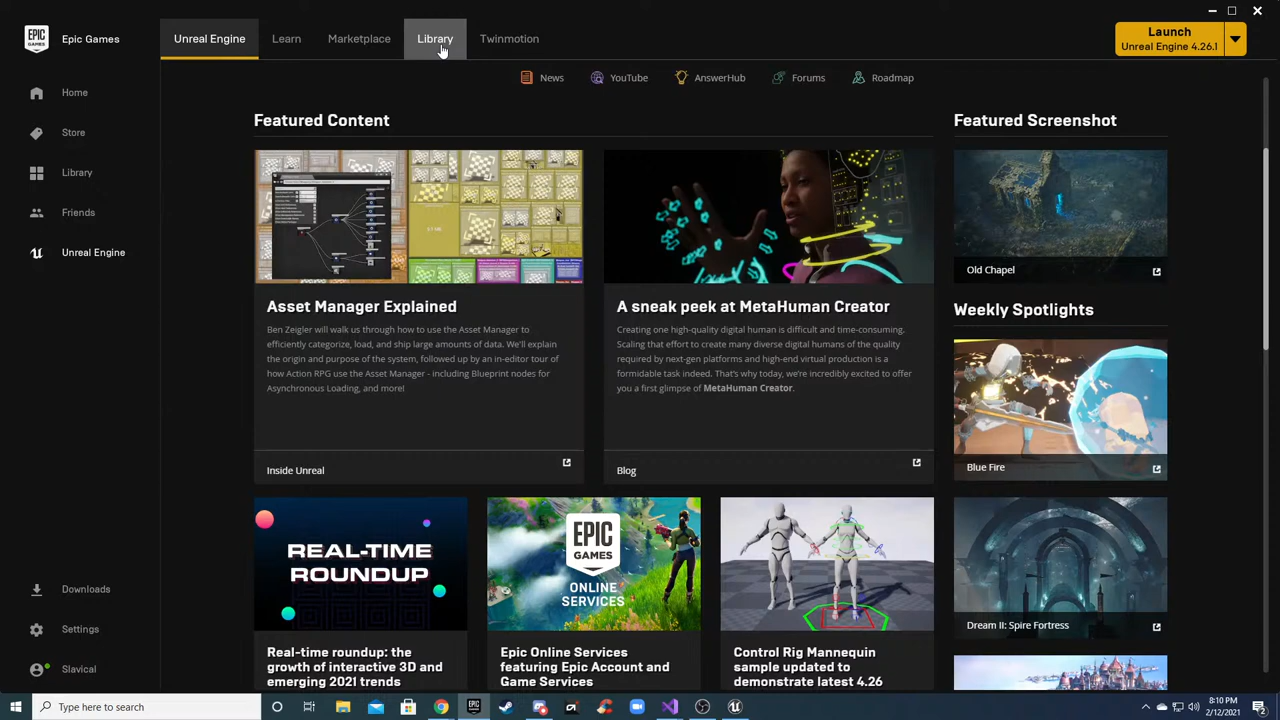 EPIC GAMES
Epic Games
Unreal Engine
Learn
Marketplace
Library
Twinmotion
Launch
Unreal Engine 4.26.1
Home
Store
Library
Friends
Unreal Engine
Downloads
Settings
Slavical
News
YouTube
AnswerHub
Forums
Roadmap
Featured Content
Asset Manager Explained
Ben Zeigler will walk us through how to use the Asset Manager to
efficiently categorize, load, and ship large amounts of data. We'll explain
the origin and purpose of the system, followed up by an in-editor tour of
how Action RPG use the Asset Manager - including Blueprint nodes for
Asynchronous Loading, and more!
Inside Unreal
A sneak peek at MetaHuman Creator
Creating one high-quality digital human is difficult and time-consuming.
Scaling that effort to create many diverse digital humans of the quality
required by next-gen platforms and high-end virtual production is a
formidable task indeed. That's why today, we're incredibly excited to offer
you a first glimpse of MetaHuman Creator.
Blog
Featured Screenshot
Old Chapel
Weekly Spotlights
Blue Fire
Dream II: Spire Fortress
REAL-TIME
ROUNDUP
Real-time roundup: the
growth of interactive 3D and
emerging 2021 trends
EPIC
GAMES
ONLINE
SERVICES
Epic Online Services
featuring Epic Account and
Game Services
Control Rig Mannequin
sample updated to
demonstrate latest 4.26
Type here to search
8:10 PM
2/12/2021